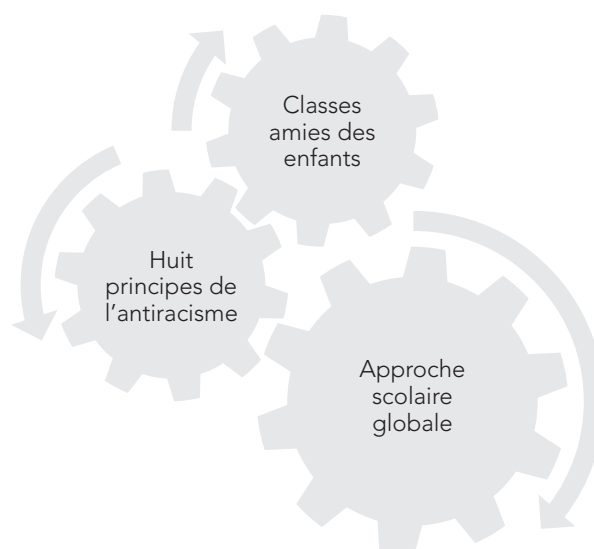 Classes
amies des
enfants
Huit
principes de
l'antiracisme
Approche
scolaire
globale